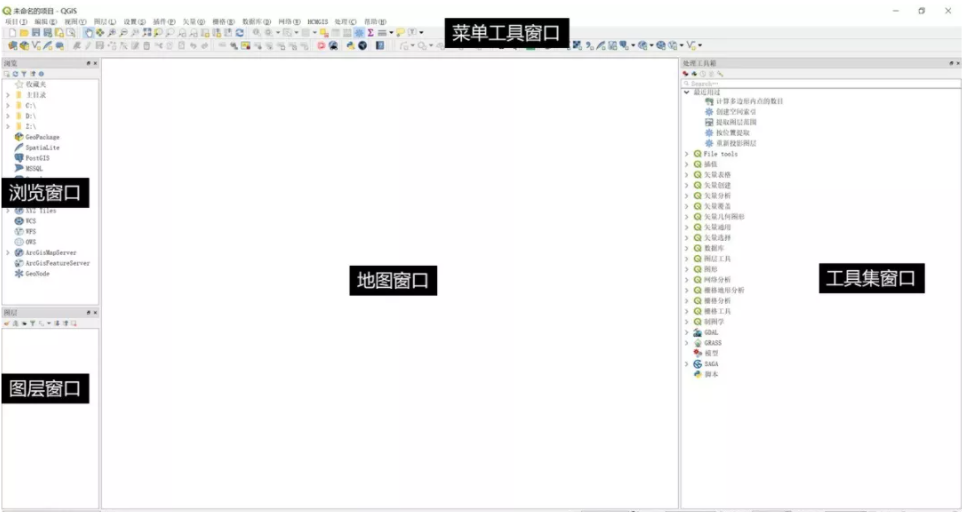 未命名的项目 - QGIS
项目(J) 编辑(E) 视图(V) 图层(L) 设置(S) 插件(P) 矢量(O) 栅格(R) 数据库(D) 网络(W) HCMGIS 处理(C) 帮助(H)
菜单工具窗口
浏览
收藏夹
主目录
C:\
D:\
Z:\
GeoPackage
SpatiaLite
PostGIS
MSSQL
浏览窗口
XYZ Tiles
WCS
WFS
OWS
ArcGisMapServer
ArcGisFeatureServer
GeoNode
图层
图层窗口
地图窗口
处理工具箱
Search…
最近用过
计算多边形内点的数目
创建空间索引
提取图层范围
按位置提取
重新投影图层
File tools
插值
矢量表格
矢量创建
矢量分析
矢量覆盖
矢量几何图形
矢量通用
矢量选择
数据库
图层工具
图形
网络分析
栅格地形分析
栅格分析
栅格工具
制图学
GDAL
GRASS
模型
SAGA
脚本
工具集窗口